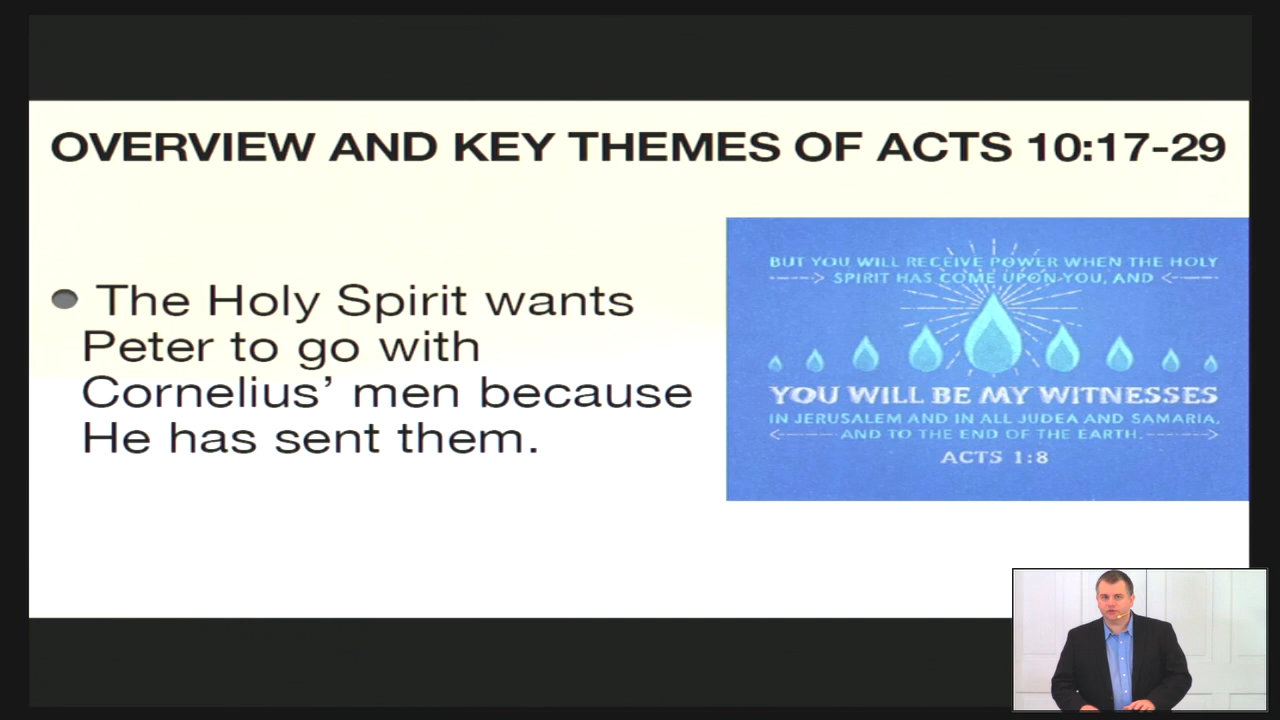 OVERVIEW AND KEY THEMES OF ACTS 10:17-29
The Holy Spirit wants
Peter to go with
Cornelius’ men because
He has sent them.
BUT YOU WILL RECEIVE POWER WHEN THE HOLY
SPIRIT HAS COME UPON YOU, AND
YOU WILL BE MY WITNESSES
IN JERUSALEM AND IN ALL JUDEA AND SAMARIA,
AND TO THE END OF THE EARTH.
ACTS 1:8